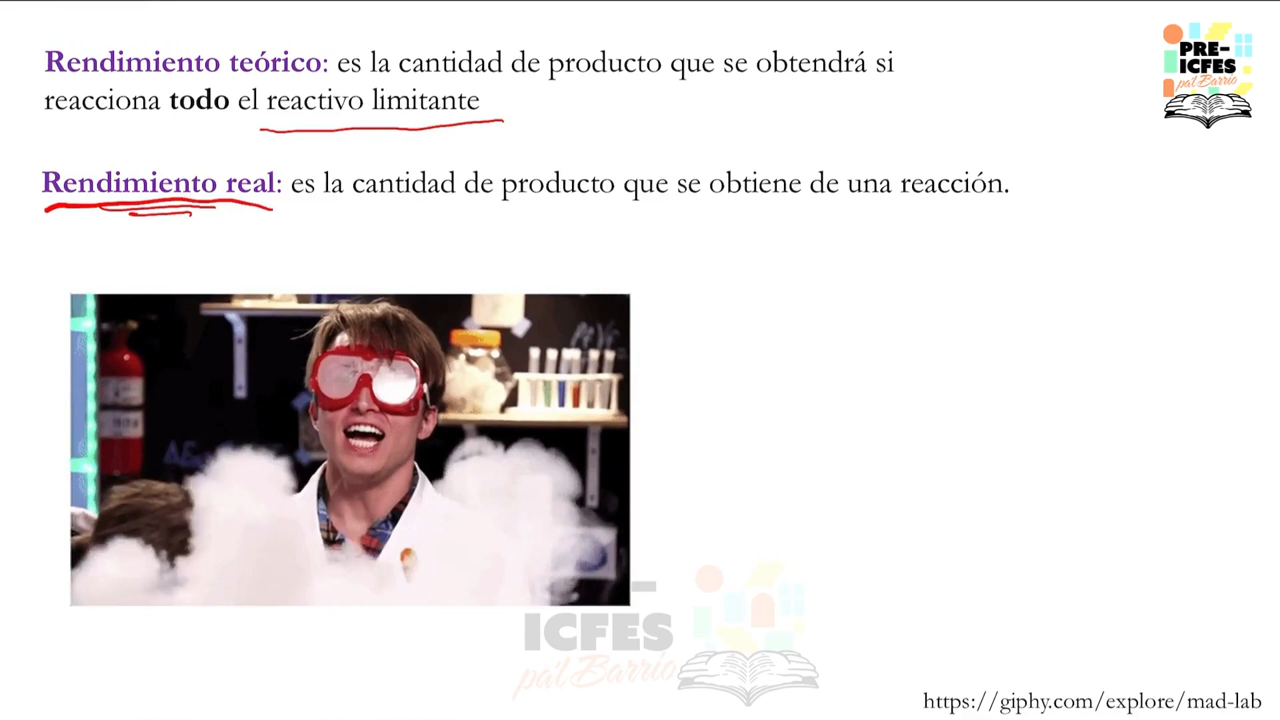 Rendimiento teórico: es la cantidad de producto que se obtendrá si
reacciona todo el reactivo limitante
PRE-
ICFES
pa'l Barrio
Rendimiento real: es la cantidad de producto que se obtiene de una reacción.
ICFES
pa'l Barrio
https://giphy.com/explore/mad-lab